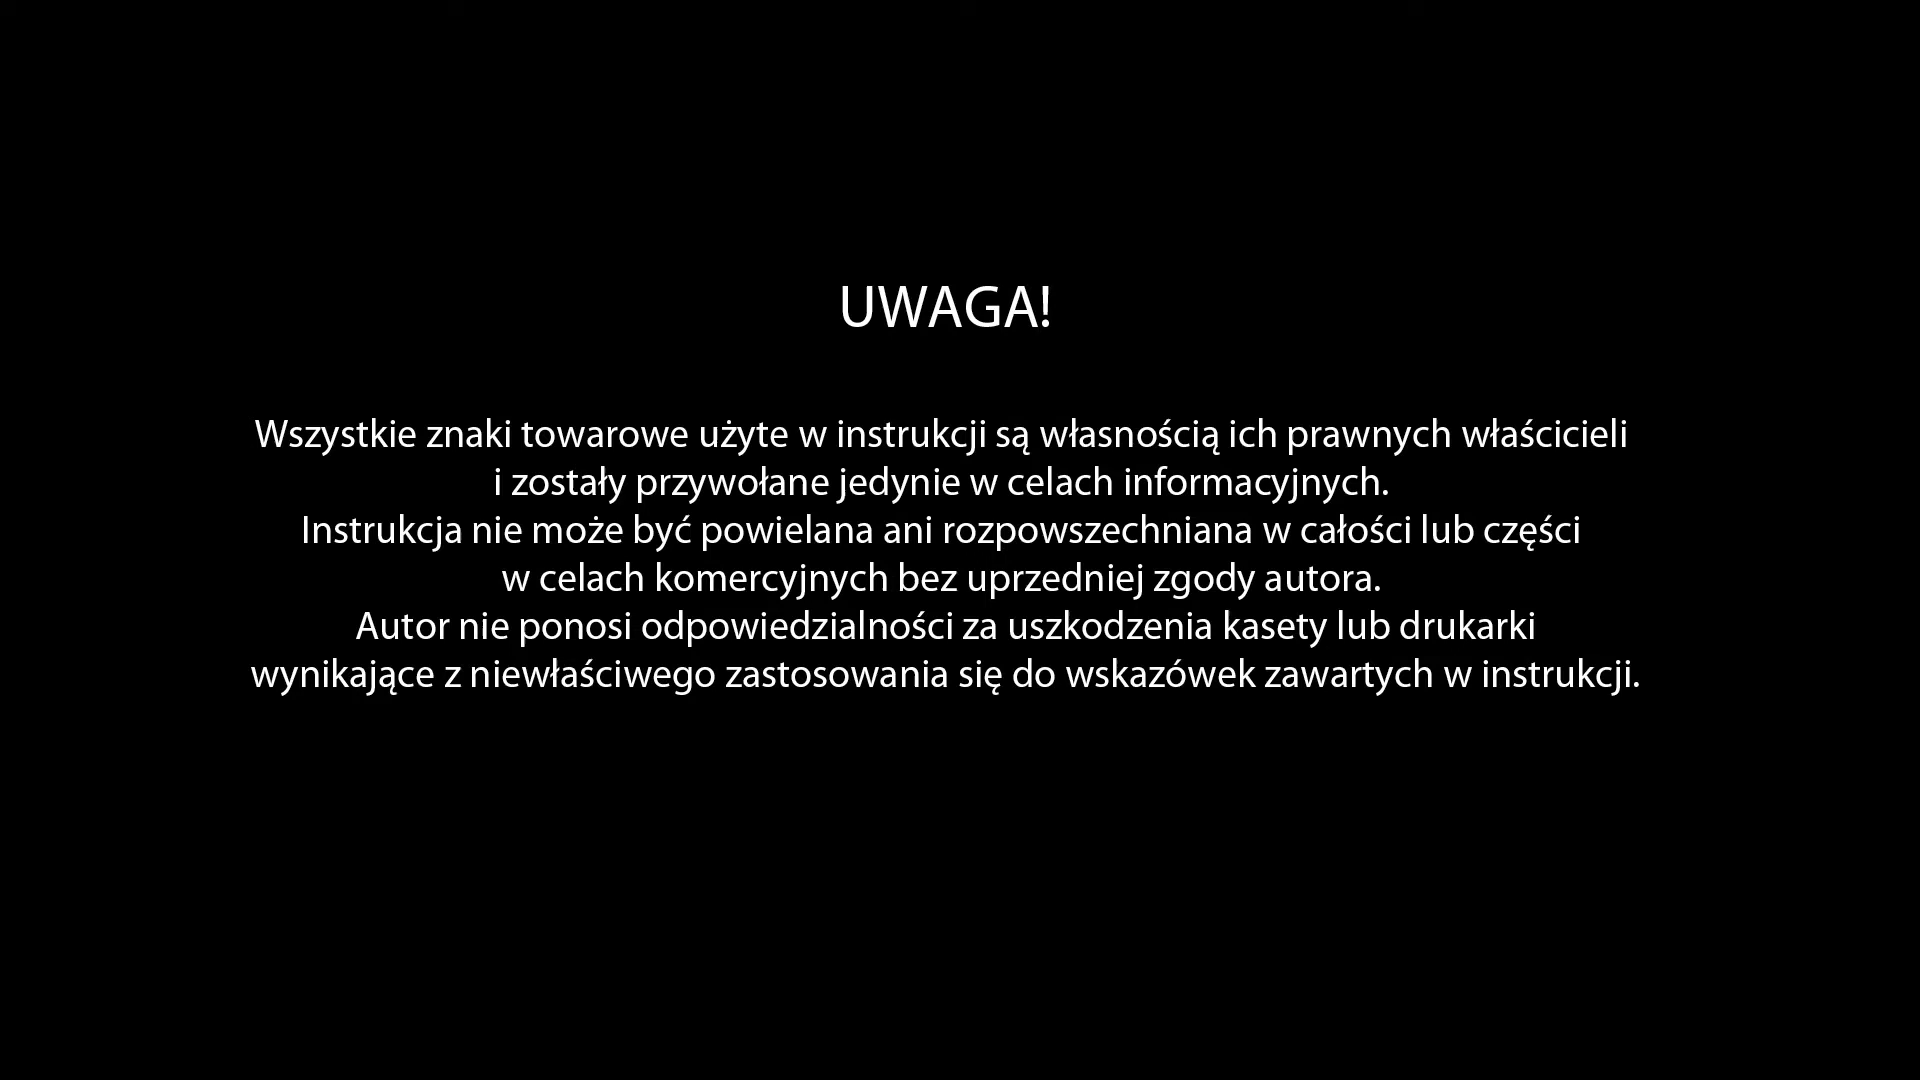 UWAGA!
Wszystkie znaki towarowe użyte w instrukcji są własnością ich prawnych właścicieli
i zostały przywołane jedynie w celach informacyjnych.
Instrukcja nie może być powielana ani rozpowszechniana w całości lub części
w celach komercyjnych bez uprzedniej zgody autora.
Autor nie ponosi odpowiedzialności za uszkodzenia kasety lub drukarki
wynikające z niewłaściwego zastosowania się do wskazówek zawartych w instrukcji.